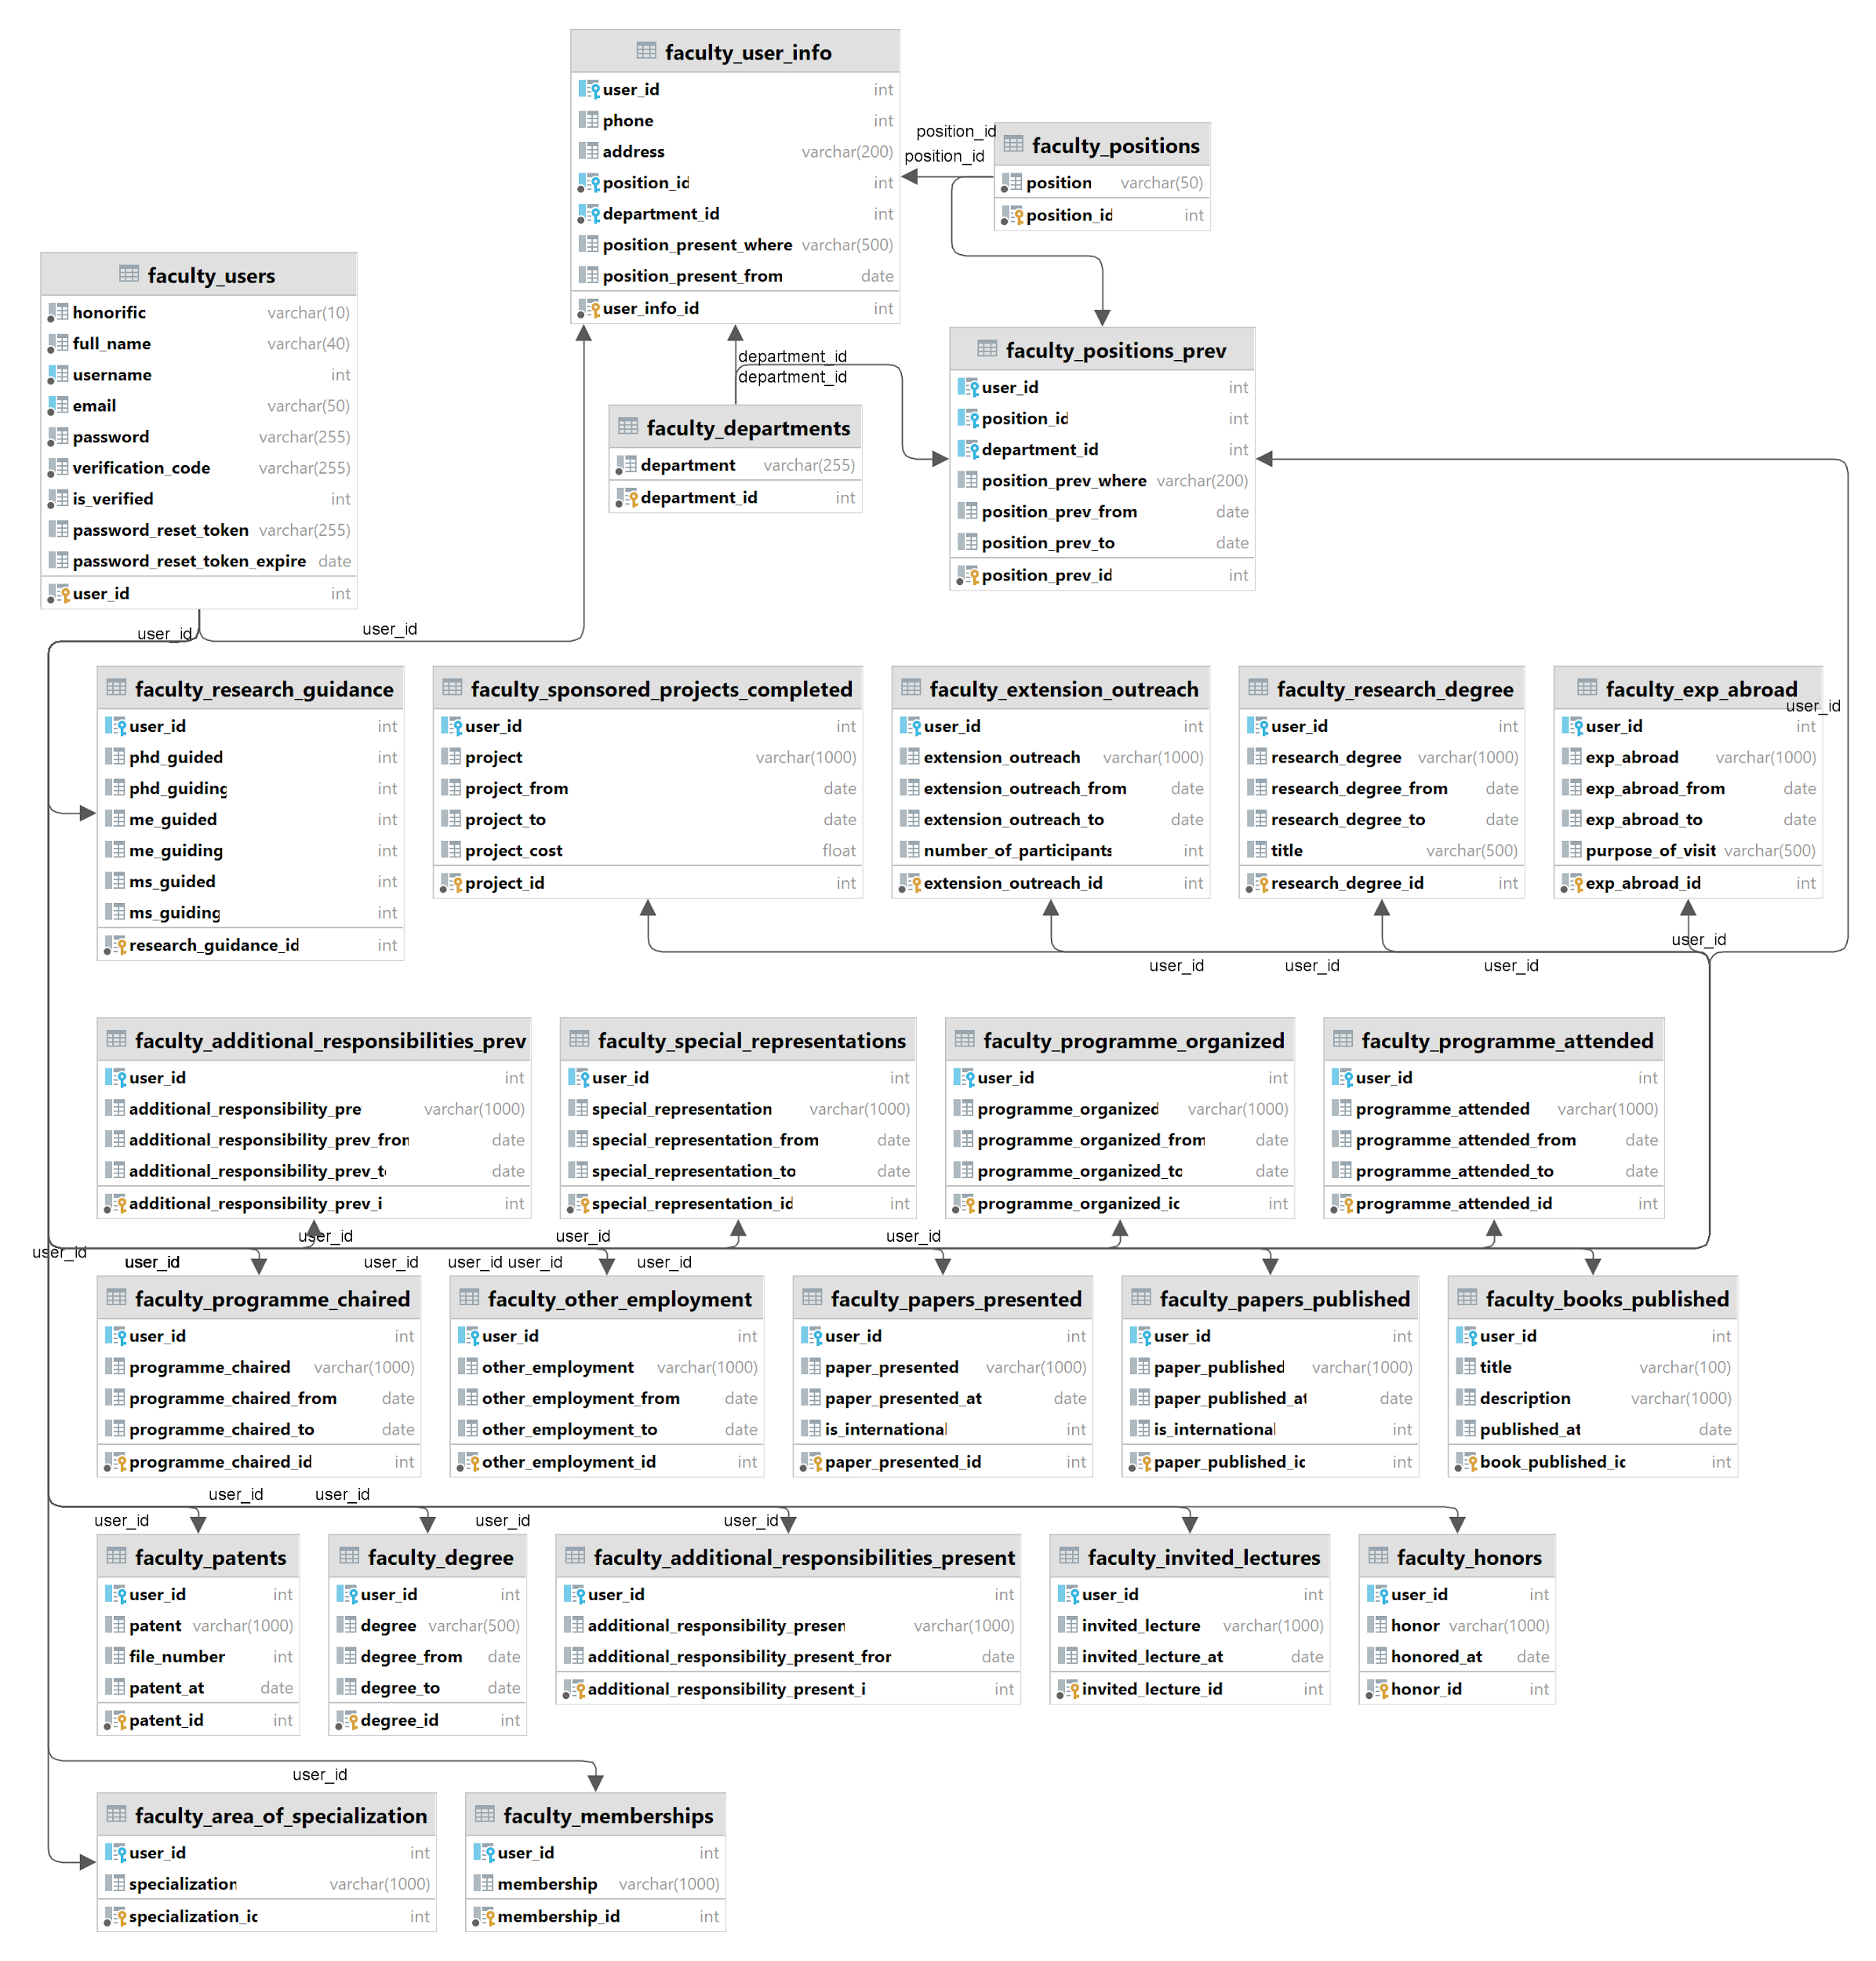 faculty_user_info
user_id int
phone int
address varchar(200)
position_id int
department_id int
position_present_where varchar(500)
position_present_from date
user_info_id int
position_id
position_id
faculty_positions
position varchar(50)
position_id int
faculty_users
honorific varchar(10)
full_name varchar(40)
username int
email varchar(50)
password varchar(255)
verification_code varchar(255)
is_verified int
password_reset_token varchar(255)
password_reset_token_expire date
user_id int
department_id
department_id
faculty_departments
department varchar(255)
department_id int
faculty_positions_prev
user_id int
position_id int
department_id int
position_prev_where varchar(200)
position_prev_from date
position_prev_to date
position_prev_id int
user_id
user_id
faculty_research_guidance
user_id int
phd_guided int
phd_guiding int
me_guided int
me_guiding int
ms_guided int
ms_guiding int
research_guidance_id int
faculty_sponsored_projects_completed
user_id int
project varchar(1000)
project_from date
project_to date
project_cost float
project_id int
faculty_extension_outreach
user_id int
extension_outreach varchar(1000)
extension_outreach_from date
extension_outreach_to date
number_of_participants int
extension_outreach_id int
faculty_research_degree
user_id int
research_degree varchar(1000)
research_degree_from date
research_degree_to date
title varchar(500)
research_degree_id int
faculty_exp_abroad
user_id
user_id int
exp_abroad varchar(1000)
exp_abroad_from date
exp_abroad_to date
purpose_of_visit varchar(500)
exp_abroad_id int
user_id
user_id
user_id
user_id
faculty_additional_responsibilities_prev
user_id int
additional_responsibility_pre varchar(1000)
additional_responsibility_prev_from date
additional_responsibility_prev_to date
additional_responsibility_prev_i int
faculty_special_representations
user_id int
special_representation varchar(1000)
special_representation_from date
special_representation_to date
special_representation_id int
faculty_programme_organized
user_id int
programme_organized varchar(1000)
programme_organized_from date
programme_organized_to date
programme_organized_id int
faculty_programme_attended
user_id int
programme_attended varchar(1000)
programme_attended_from date
programme_attended_to date
programme_attended_id int
user_id
user_id
user_id
user_id
user_id
user_id
user_id
user_id
user_id
faculty_programme_chaired
user_id int
programme_chaired varchar(1000)
programme_chaired_from date
programme_chaired_to date
programme_chaired_id int
faculty_other_employment
user_id int
other_employment varchar(1000)
other_employment_from date
other_employment_to date
other_employment_id int
faculty_papers_presented
user_id int
paper_presented varchar(1000)
paper_presented_at date
is_international int
paper_presented_id int
faculty_papers_published
user_id int
paper_published varchar(1000)
paper_published_at date
is_international int
paper_published_id int
faculty_books_published
user_id int
title varchar(100)
description varchar(1000)
published_at date
book_published_id int
user_id
user_id
user_id
user_id
user_id
faculty_patents
user_id int
patent varchar(1000)
file_number int
patent_at date
patent_id int
faculty_degree
user_id int
degree varchar(500)
degree_from date
degree_to date
degree_id int
faculty_additional_responsibilities_present
user_id int
additional_responsibility_presen varchar(1000)
additional_responsibility_present_from date
additional_responsibility_present_i int
faculty_invited_lectures
user_id int
invited_lecture varchar(1000)
invited_lecture_at date
invited_lecture_id int
faculty_honors
user_id int
honor varchar(1000)
honored_at date
honor_id int
user_id
faculty_area_of_specialization
user_id int
specialization varchar(1000)
specialization_id int
faculty_memberships
user_id int
membership varchar(1000)
membership_id int